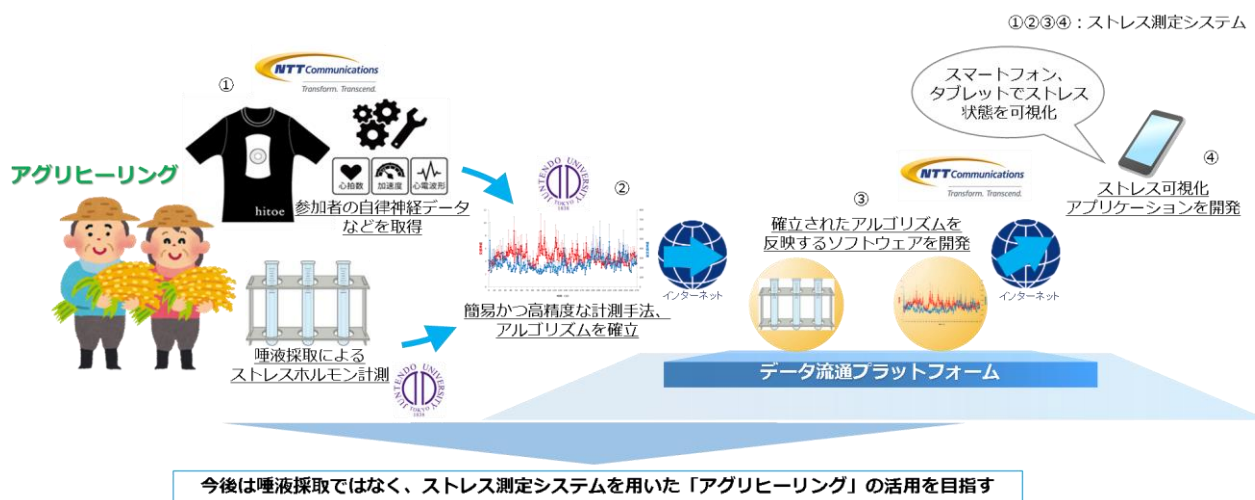 ①②③④:ストレス測定システム
①
NTT Communications
Transform. Transcend.
hitoe
心拍数
加速度
心電波形
参加者の自律神経データ
などを取得
アグリヒーリング
唾液採取による
ストレスホルモン計測
JUNTENDO UNIVERSITY
TOKYO
1838
JUNTENDO UNIVERSITY
TOKYO
1838
②
簡易かつ高精度な計測手法、
アルゴリズムを確立
インターネット
③
NTT Communications
Transform. Transcend.
確立されたアルゴリズムを
反映するソフトウェアを開発
インターネット
スマートフォン、
タブレットでストレス
状態を可視化
④
ストレス可視化
アプリケーションを開発
データ流通プラットフォーム
今後は唾液採取ではなく、ストレス測定システムを用いた「アグリヒーリング」の活用を目指す